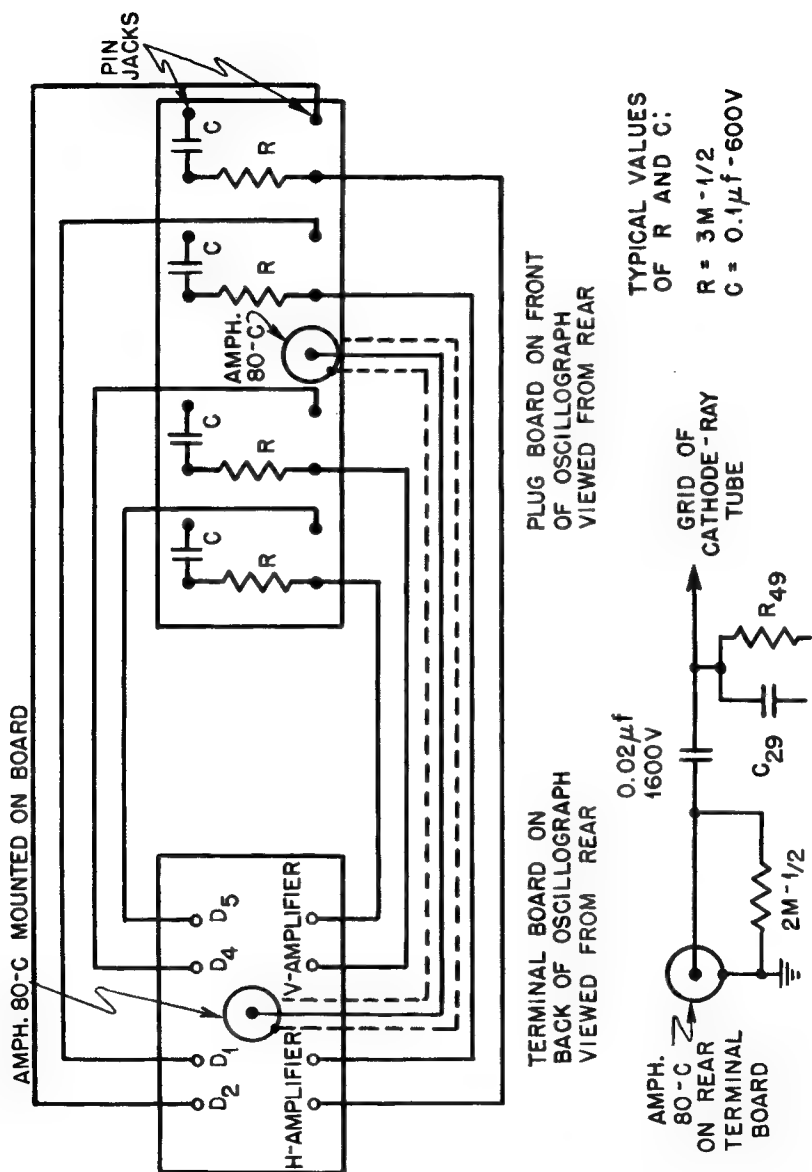 AMPH. 80-C MOUNTED ON BOARD
PIN
JACKS
D2
D1
D4
D5
H-AMPLIFIER
V-AMPLIFIER
C
R
C
R
AMPH.
80-C
C
R
C
R
TERMINAL BOARD ON
BACK OF OSCILLOGRAPH
VIEWED FROM REAR
PLUG BOARD ON FRONT
OF OSCILLOGRAPH
VIEWED FROM REAR
AMPH.
80-C
ON REAR
TERMINAL
BOARD
2M-1/2
0.02μf
1600V
C29
R49
GRID OF
CATHODE-RAY
TUBE
TYPICAL VALUES
OF R AND C:
R = 3M-1/2
C = 0.1μf-600V